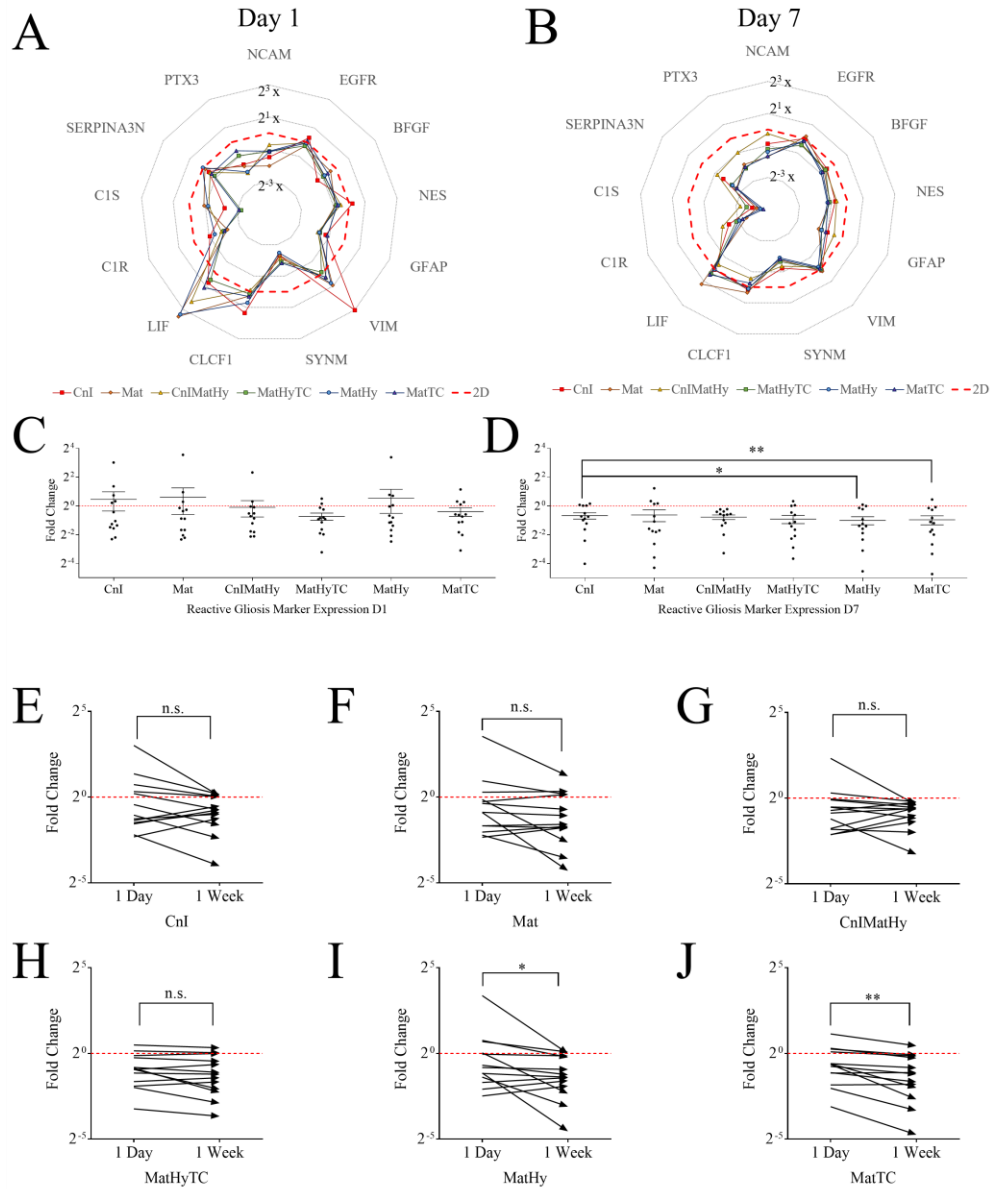 A
Day 1
B
Day 7
NCAM
EGFR
BFGF
NES
GFAP
VIM
SYNM
CLCF1
LIF
C1R
C1S
SERPINA3N
PTX3
2³ x
2¹ x
2⁻³ x
NCAM
EGFR
BFGF
NES
GFAP
VIM
SYNM
CLCF1
LIF
C1R
C1S
SERPINA3N
PTX3
2³ x
2¹ x
2⁻³ x
CnI Mat CnIMatHy MatHyTC MatHy MatTC 2D
CnI Mat CnIMatHy MatHyTC MatHy MatTC 2D
C
Fold Change
2⁴
2²
2⁰
2⁻²
2⁻⁴
CnI Mat CnIMatHy MatHyTC MatHy MatTC
Reactive Gliosis Marker Expression D1
D
Fold Change
2⁴
2²
2⁰
2⁻²
2⁻⁴
**
*
CnI Mat CnIMatHy MatHyTC MatHy MatTC
Reactive Gliosis Marker Expression D7
E
Fold Change
2⁵
2⁰
2⁻⁵
n.s.
1 Day 1 Week
CnI
F
Fold Change
2⁵
2⁰
2⁻⁵
n.s.
1 Day 1 Week
Mat
G
Fold Change
2⁵
2⁰
2⁻⁵
n.s.
1 Day 1 Week
CnIMatHy
H
Fold Change
2⁵
2⁰
2⁻⁵
n.s.
1 Day 1 Week
MatHyTC
I
Fold Change
2⁵
2⁰
2⁻⁵
*
1 Day 1 Week
MatHy
J
Fold Change
2⁵
2⁰
2⁻⁵
**
1 Day 1 Week
MatTC